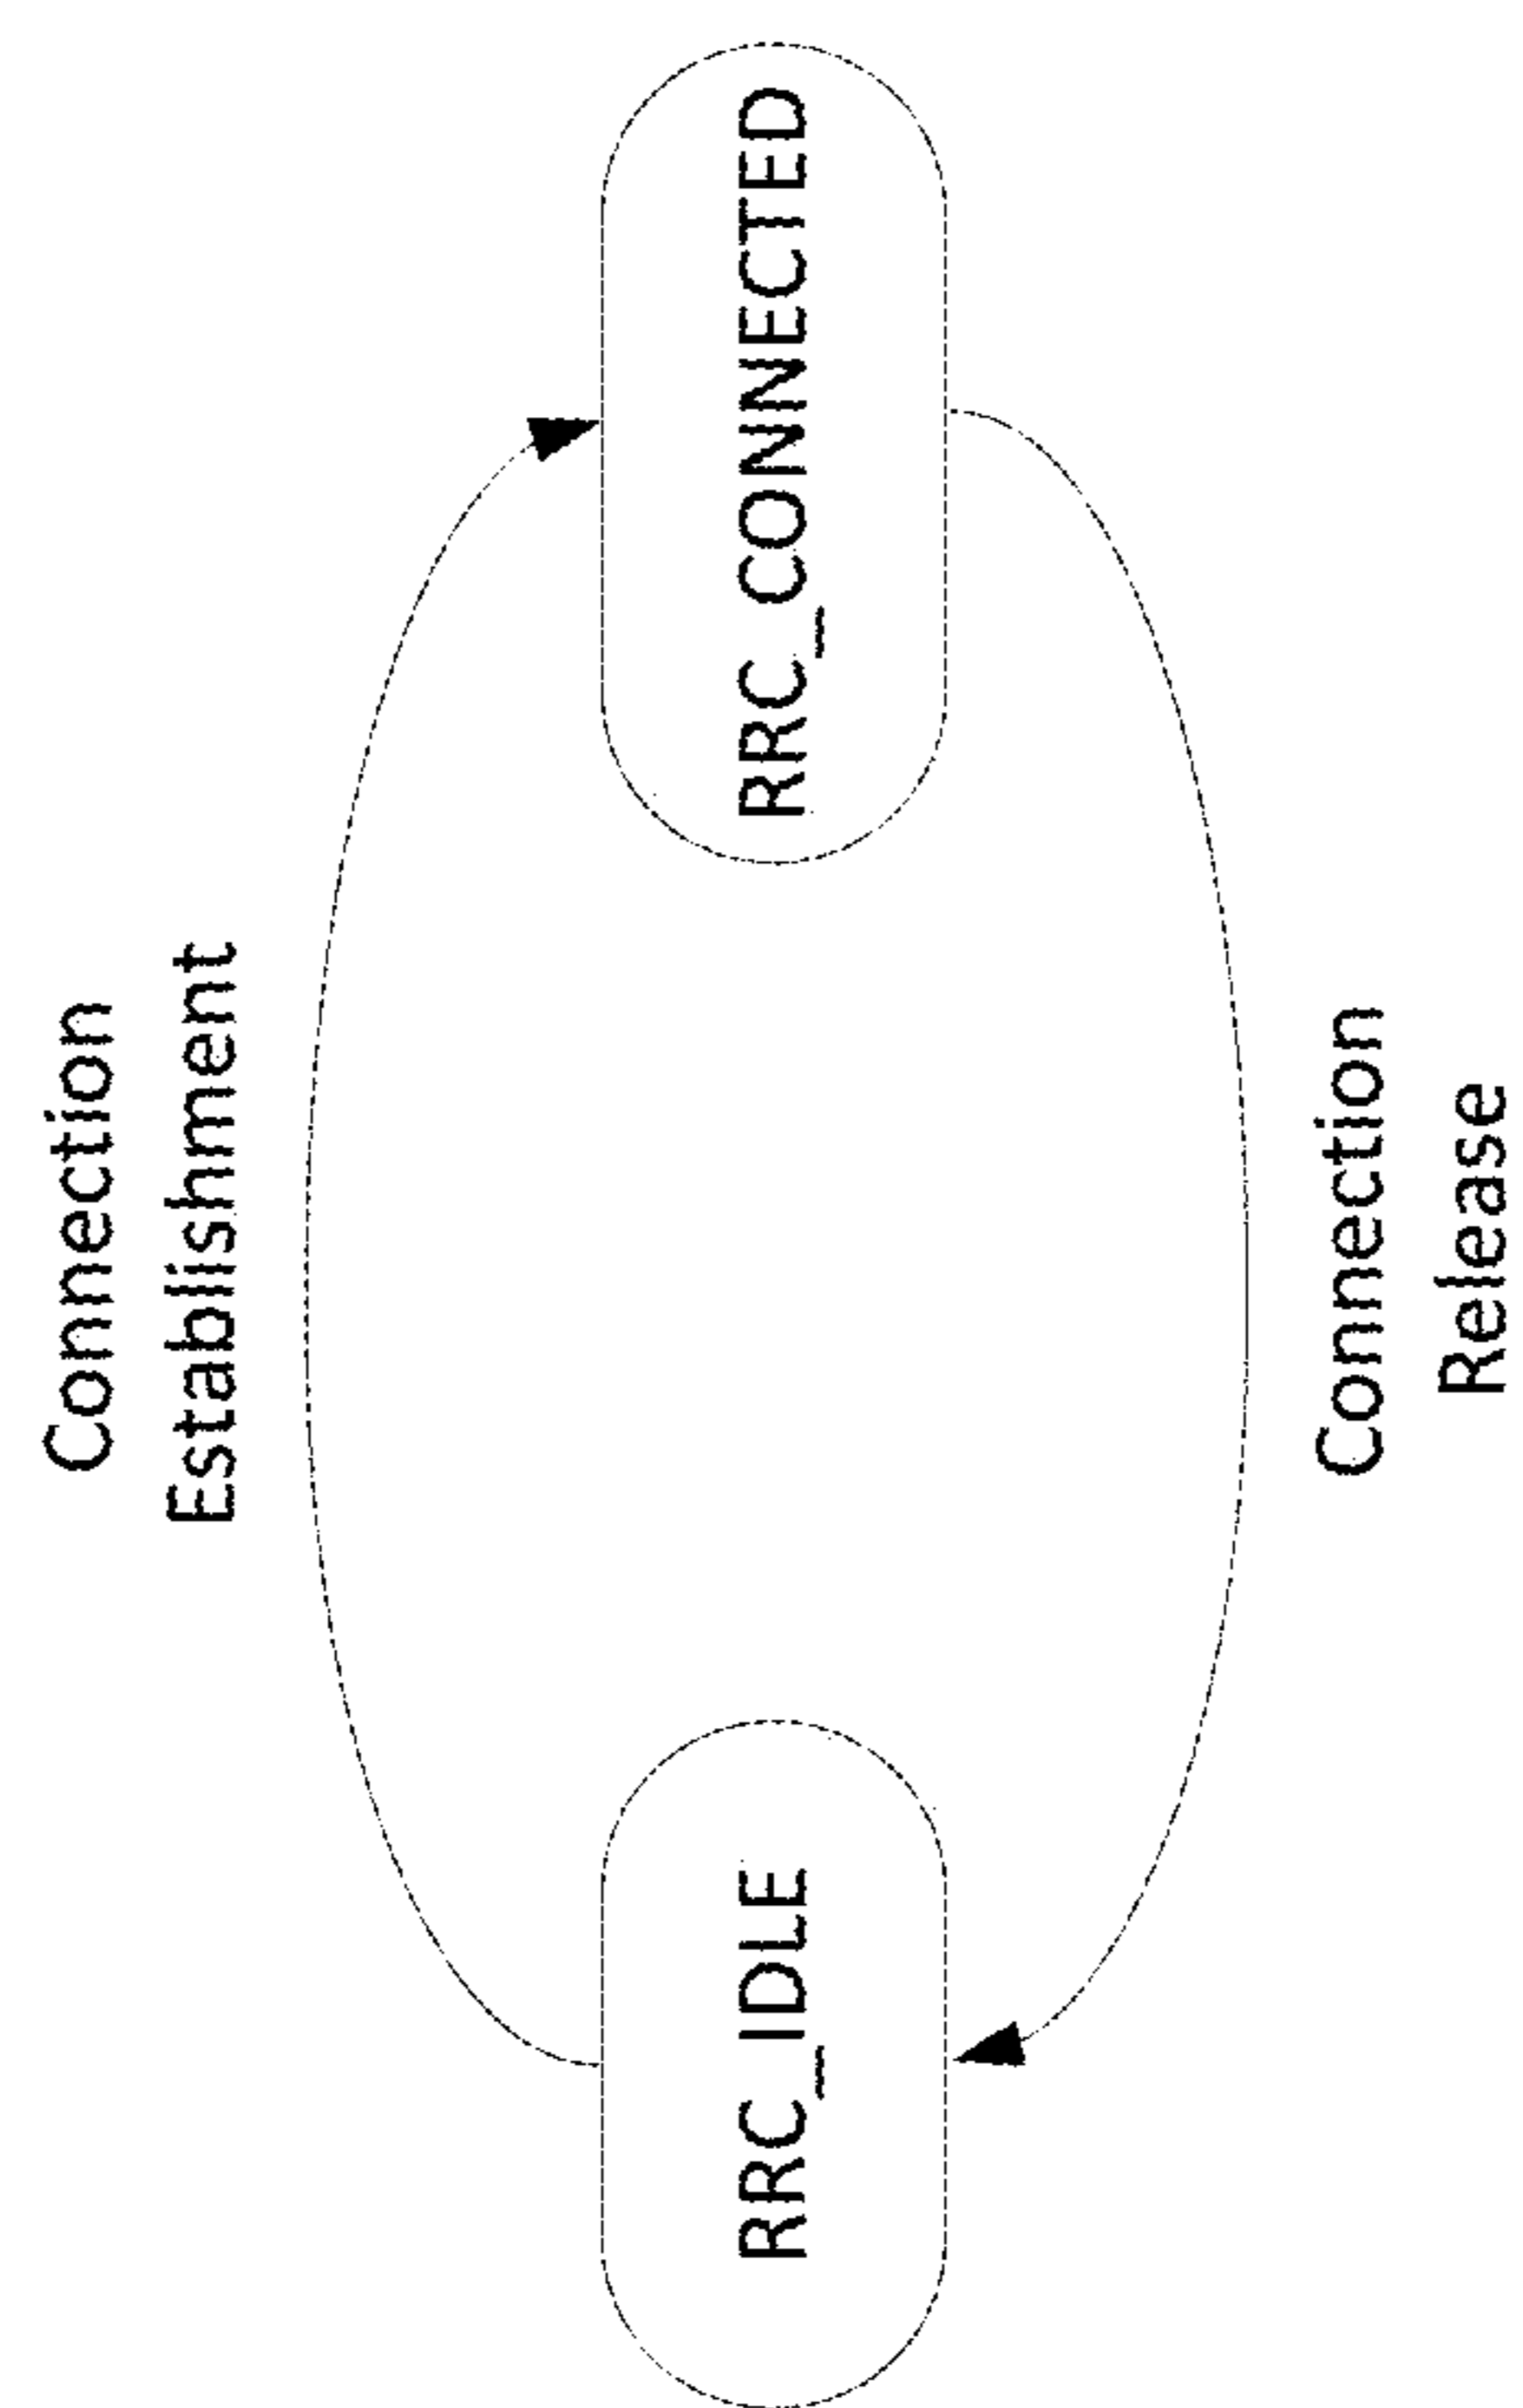 Connection
Establishment
RRC_IDLE
RRC_CONNECTED
Connection
Release